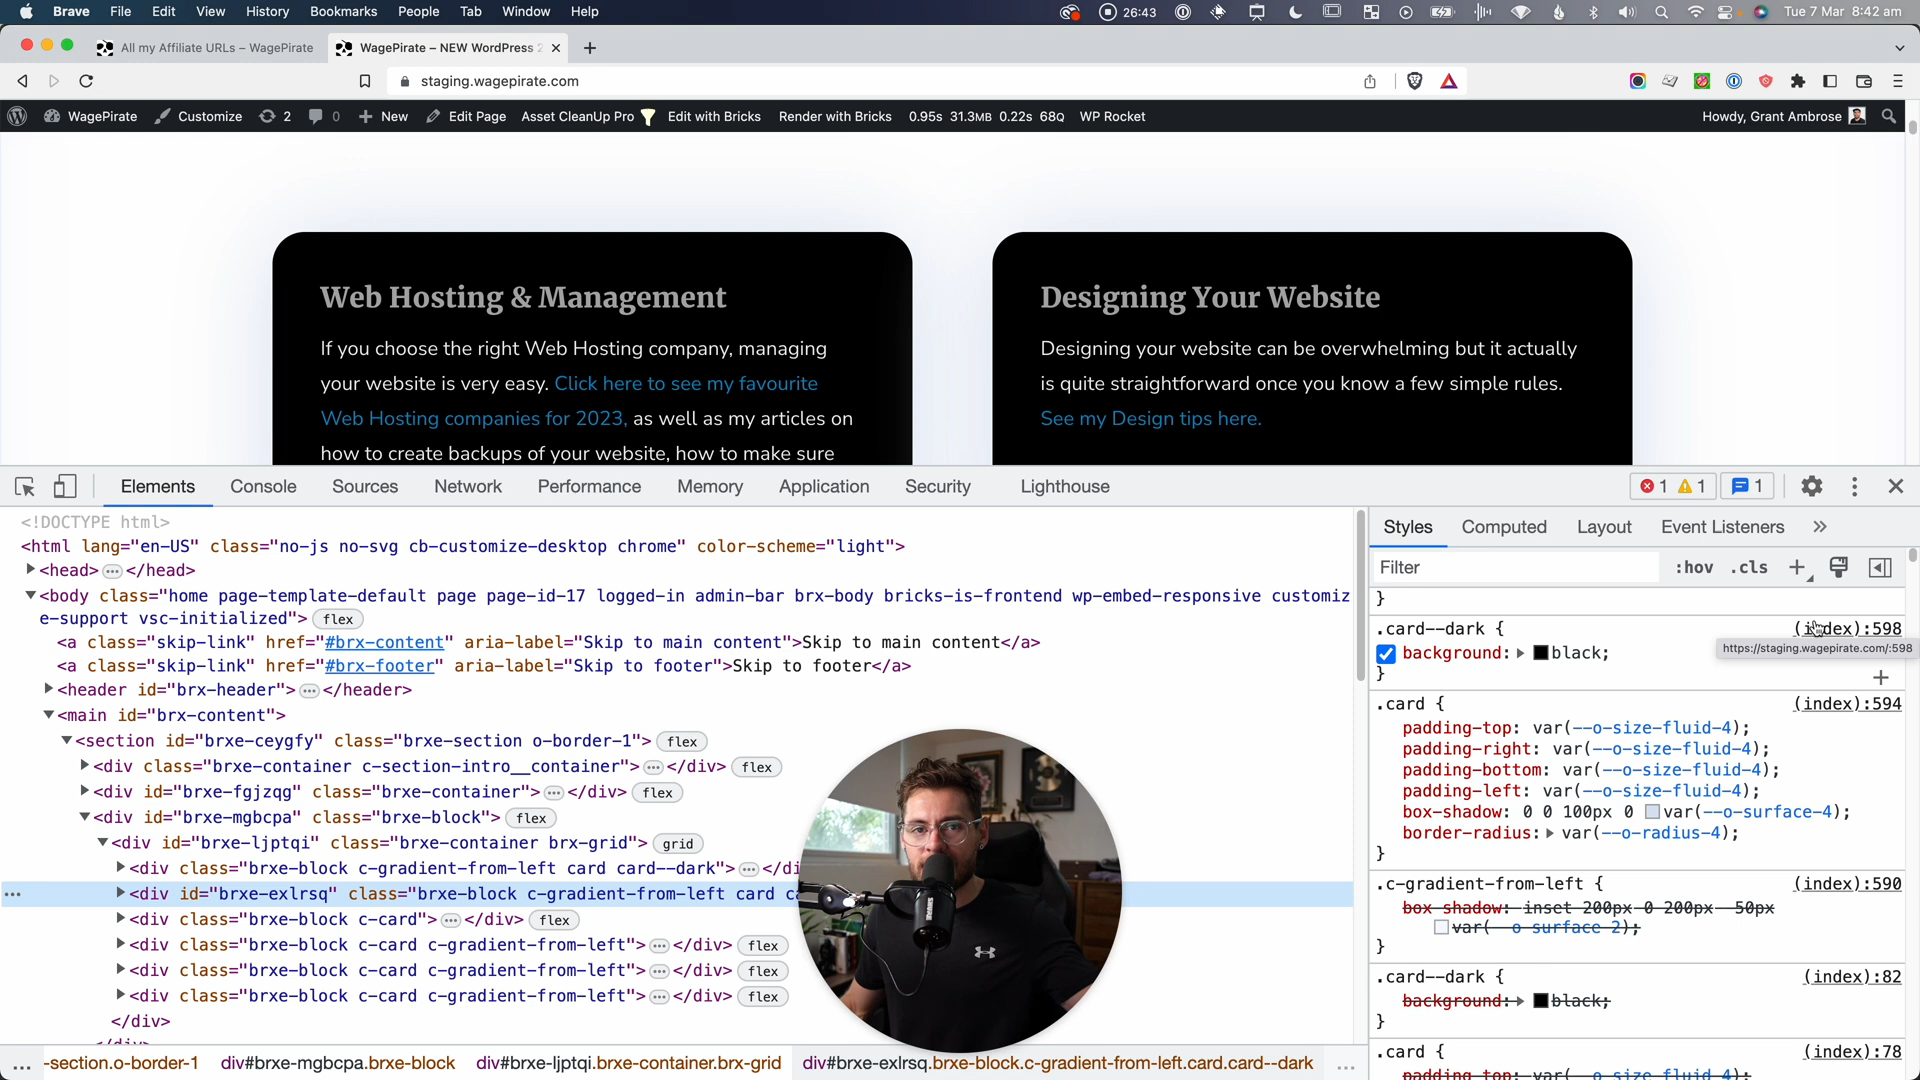 Brave File Edit View History Bookmarks People Tab Window Help 26:43 Tue 7 Mar 8:42 am
All my Affiliate URLs – WagePirate WagePirate – NEW WordPress
staging.wagepirate.com
WagePirate Customize 2 0 New Edit Page Asset CleanUp Pro Edit with Bricks Render with Bricks 0.95s 31.3MB 0.22s 68Q WP Rocket Howdy, Grant Ambrose
Web Hosting & Management
If you choose the right Web Hosting company, managing
your website is very easy. Click here to see my favourite
Web Hosting companies for 2023, as well as my articles on
how to create backups of your website, how to make sure
Designing Your Website
Designing your website can be overwhelming but it actually
is quite straightforward once you know a few simple rules.
See my Design tips here.
Elements Console Sources Network Performance Memory Application Security Lighthouse 1 1 1
<!DOCTYPE html>
<html lang="en-US" class="no-js no-svg cb-customize-desktop chrome" color-scheme="light">
<head> ••• </head>
<body class="home page-template-default page page-id-17 logged-in admin-bar brx-body bricks-is-frontend wp-embed-responsive customiz
e-support vsc-initialized"> flex
<a class="skip-link" href="#brx-content" aria-label="Skip to main content">Skip to main content</a>
<a class="skip-link" href="#brx-footer" aria-label="Skip to footer">Skip to footer</a>
<header id="brx-header"> ••• </header>
<main id="brx-content">
<section id="brxe-ceygfy" class="brxe-section o-border-1"> flex
<div class="brxe-container c-section-intro__container"> ••• </div> flex
<div id="brxe-fgjzqg" class="brxe-container"> ••• </div> flex
<div id="brxe-mgbcpa" class="brxe-block"> flex
<div id="brxe-ljptqi" class="brxe-container brx-grid"> grid
<div class="brxe-block c-gradient-from-left card card--dark"> ••• </di
<div id="brxe-exlrsq" class="brxe-block c-gradient-from-left card ca
<div class="brxe-block c-card"> ••• </div> flex
<div class="brxe-block c-card c-gradient-from-left"> ••• </div> flex
<div class="brxe-block c-card c-gradient-from-left"> ••• </div> flex
<div class="brxe-block c-card c-gradient-from-left"> ••• </div> flex
</div>
</div>
... -section.o-border-1 div#brxe-mgbcpa.brxe-block div#brxe-ljptqi.brxe-container.brx-grid div#brxe-exlrsq.brxe-block.c-gradient-from-left.card.card--dark ...
Styles Computed Layout Event Listeners »
Filter :hov .cls +
}
.card--dark { (index):598
https://staging.wagepirate.com/:598
background: black;
}
.card { (index):594
padding-top: var(--o-size-fluid-4);
padding-right: var(--o-size-fluid-4);
padding-bottom: var(--o-size-fluid-4);
padding-left: var(--o-size-fluid-4);
box-shadow: 0 0 100px 0 var(--o-surface-4);
border-radius: var(--o-radius-4);
}
.c-gradient-from-left { (index):590
box-shadow: inset 200px 0 200px -50px
var(--o-surface-2);
}
.card--dark { (index):82
background: black;
}
.card { (index):78
padding-top: var(--o-size-fluid-4);